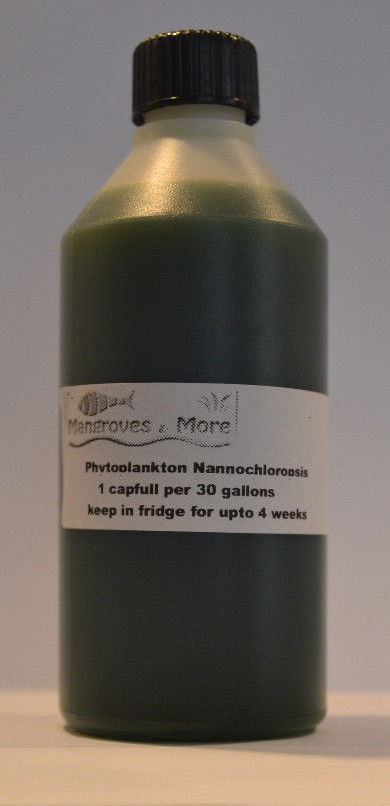 Mangroves & More
Phytoplankton Nannochloropsis
1 capfull per 30 gallons
keep in fridge for upto 4 weeks